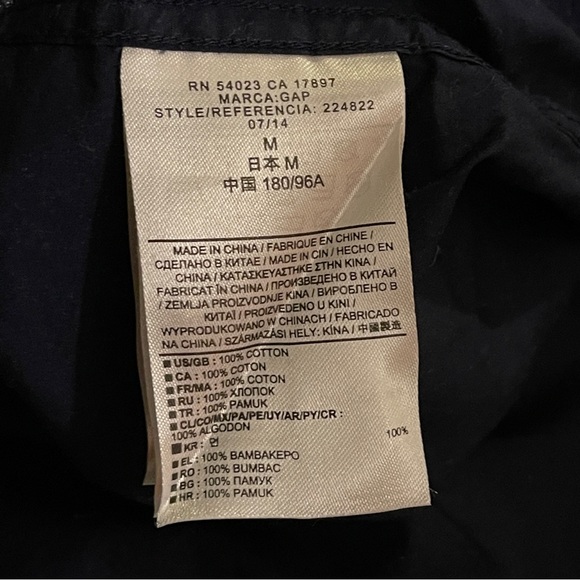 RN 54023 CA 17897
MARCA:GAP
STYLE/REFERENCIA: 224822
07/14
M
日本 M
中国 180/96A
MADE IN CHINA / FABRIQUE EN CHINE /
СДЕЛАНО В КИТАЕ / MADE IN CIN / HECHO EN
CHINA / ΚΑΤΑΣΚΕΥΑΣΤΗΚΕ ΣΤΗΝ ΚΙΝΑ /
FABRICAT ÎN CHINA / ПРОИЗВЕДЕНО В КИТАЙ
/ ZEMLJA PROIZVODNJE KINA / ВИРОБЛЕНО В
КИТАЇ / PROIZVEDENO U KINI /
WYPRODUKOWANO W CHINACH / FABRICADO
NA CHINA / SZÁRMAZÁSI HELY: KÍNA / 中國製造
US/GB : 100% COTTON
CA : 100% COTON
FR/MA : 100% COTON
RU : 100% ХЛОПОК
TR : 100% PAMUK
CL/CO/MX/PA/PE/UY/AR/PY/CR :
100% ALGODON
KR : 면 100%
EL : 100% ΒΑΜΒΑΚΕΡΟ
RO : 100% BUMBAC
BG : 100% ПАМУК
HR : 100% PAMUK